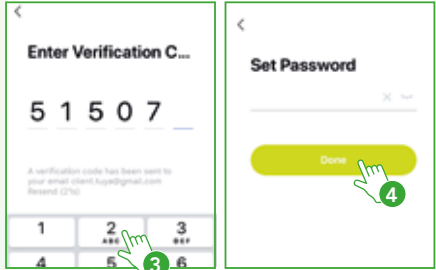 Enter Verification C...
5 1 5 0 7
A verification code has been sent to
your email client.tuya@gmail.com
Resend (2's)
1 2 3
ABC DEF
4 5 6
3
Set Password
Done
4